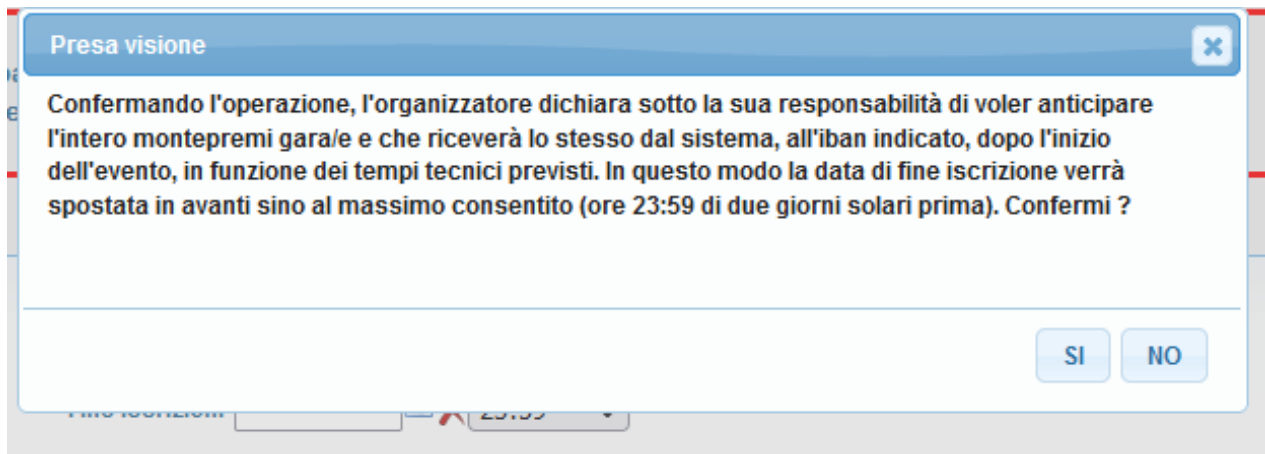 Presa visione
Confermando l'operazione, l'organizzatore dichiara sotto la sua responsabilità di voler anticipare
l'intero montepremi gara/e e che riceverà lo stesso dal sistema, all'iban indicato, dopo l'inizio
dell'evento, in funzione dei tempi tecnici previsti. In questo modo la data di fine iscrizione verrà
spostata in avanti sino al massimo consentito (ore 23:59 di due giorni solari prima). Confermi ?
SI NO